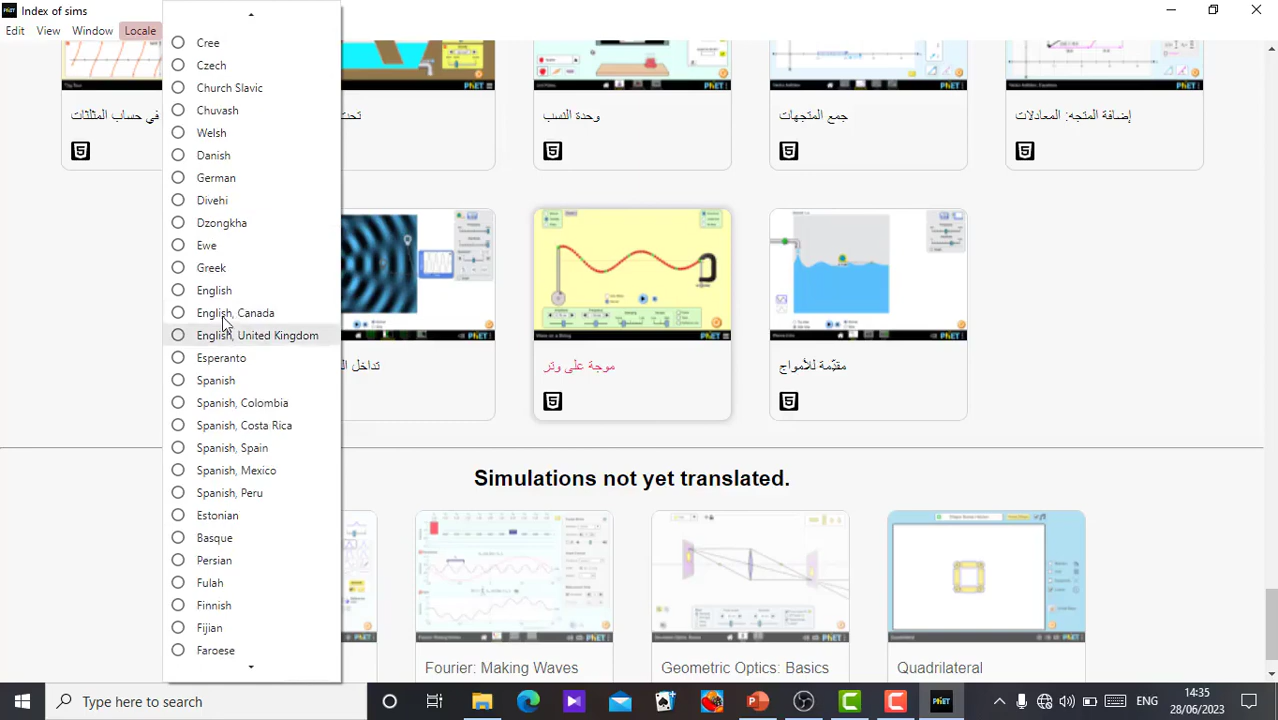 Index of sims
Edit View Window Locale
Cree
Czech
Church Slavic
Chuvash
Welsh
Danish
German
Divehi
Dzongkha
Ewe
Greek
English
English, Canada
English, United Kingdom
Esperanto
Spanish
Spanish, Colombia
Spanish, Costa Rica
Spanish, Spain
Spanish, Mexico
Spanish, Peru
Estonian
Basque
Persian
Fulah
Finnish
Fijian
Faroese
في حساب المثلثات
وحدة النسب
جمع المتجهات
إضافة المتجه: المعادلات
موجة على وتر
مقدّمة للأمواج
Simulations not yet translated.
Fourier: Making Waves
Geometric Optics: Basics
Quadrilateral
Type here to search
ENG
14:35
28/06/2023